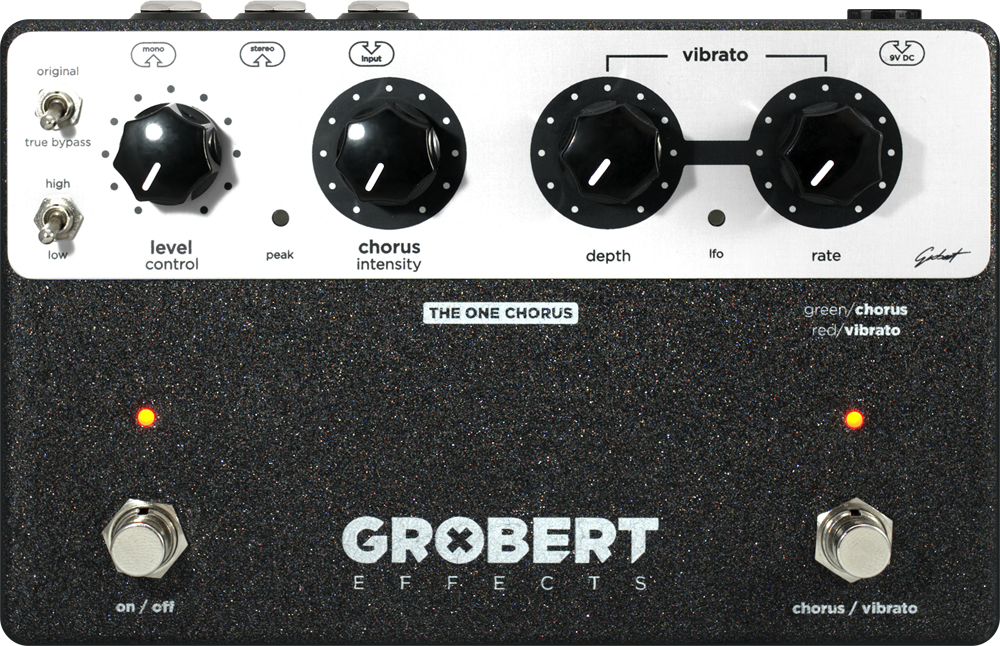 mono
stereo
input
vibrato
9V DC
original
true bypass
high
low
level
control
peak
chorus
intensity
depth
lfo
rate
Grobert
THE ONE CHORUS
green/chorus
red/vibrato
GROBERT
EFFECTS
on / off
chorus / vibrato